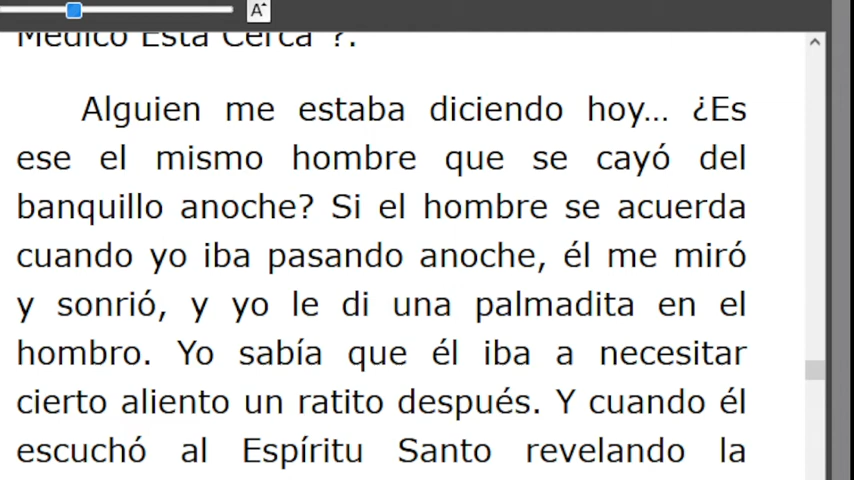 A
Médico Está Cerca"?.
Alguien me estaba diciendo hoy... ¿Es
ese el mismo hombre que se cayó del
banquillo anoche? Si el hombre se acuerda
cuando yo iba pasando anoche, él me miró
y sonrió, y yo le di una palmadita en el
hombro. Yo sabía que él iba a necesitar
cierto aliento un ratito después. Y cuando él
escuchó al Espíritu Santo revelando la